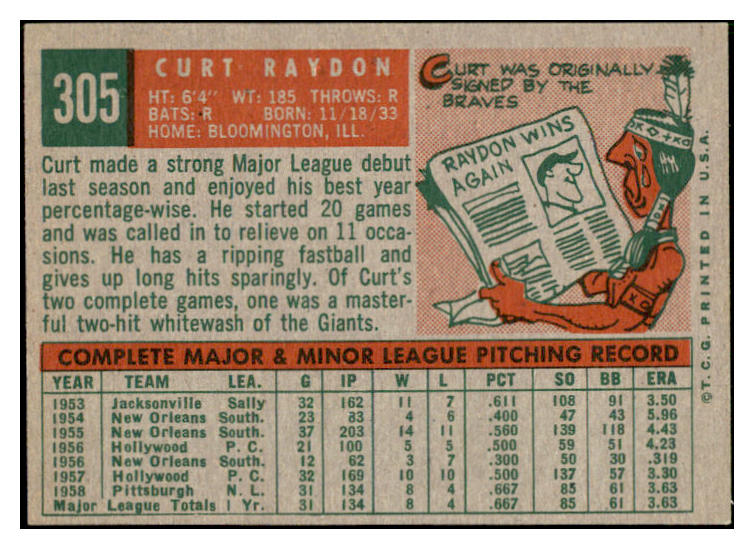 305
CURT RAYDON
HT: 6'4" WT: 185 THROWS: R
BATS: R BORN: 11/18/33
HOME: BLOOMINGTON, ILL.
Curt made a strong Major League debut
last season and enjoyed his best year
percentage-wise. He started 20 games
and was called in to relieve on 11 occa-
sions. He has a ripping fastball and
gives up long hits sparingly. Of Curt's
two complete games, one was a master-
ful two-hit whitewash of the Giants.
CURT WAS ORIGINALLY
SIGNED BY THE
BRAVES
RAYDON WINS
AGAIN
COMPLETE MAJOR & MINOR LEAGUE PITCHING RECORD
YEAR TEAM LEA. G IP W L PCT SO BB ERA
1953 Jacksonville Sally 32 162 11 7 .611 108 91 3.50
1954 New Orleans South. 23 83 4 6 .400 47 43 5.96
1955 New Orleans South. 37 203 14 11 .560 139 118 4.43
1956 Hollywood P. C. 21 100 5 5 .500 59 51 4.23
1956 New Orleans South. 12 62 3 7 .300 50 30 .319
1957 Hollywood P. C. 32 169 10 10 .500 137 57 3.30
1958 Pittsburgh N. L. 31 134 8 4 .667 85 61 3.63
Major League Totals 1 Yr. 31 134 8 4 .667 85 .61 3.63
©T.C.G. PRINTED IN U.S.A.